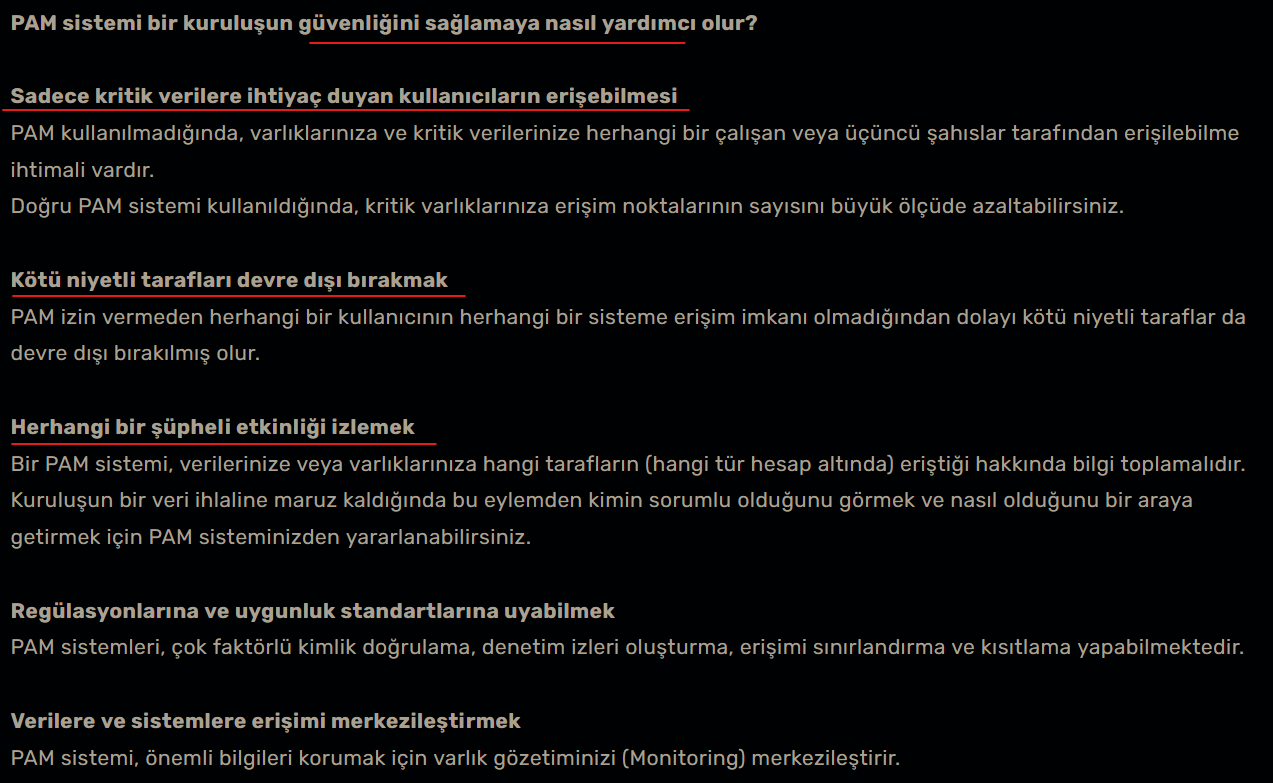 PAM sistemi bir kuruluşun güvenliğini sağlamaya nasıl yardımcı olur?
Sadece kritik verilere ihtiyaç duyan kullanıcıların erişebilmesi
PAM kullanılmadığında, varlıklarınıza ve kritik verilerinize herhangi bir çalışan veya üçüncü şahıslar tarafından erişilebilme
ihtimali vardır.
Doğru PAM sistemi kullanıldığında, kritik varlıklarınıza erişim noktalarının sayısını büyük ölçüde azaltabilirsiniz.
Kötü niyetli tarafları devre dışı bırakmak
PAM izin vermeden herhangi bir kullanıcının herhangi bir sisteme erişim imkanı olmadığından dolayı kötü niyetli taraflar da
devre dışı bırakılmış olur.
Herhangi bir şüpheli etkinliği izlemek
Bir PAM sistemi, verilerinize veya varlıklarınıza hangi tarafların (hangi tür hesap altında) eriştiği hakkında bilgi toplamalıdır.
Kuruluşun bir veri ihlaline maruz kaldığında bu eylemden kimin sorumlu olduğunu görmek ve nasıl olduğunu bir araya
getirmek için PAM sisteminizden yararlanabilirsiniz.
Regülasyonlarına ve uygunluk standartlarına uyabilmek
PAM sistemleri, çok faktörlü kimlik doğrulama, denetim izleri oluşturma, erişimi sınırlandırma ve kısıtlama yapabilmektedir.
Verilere ve sistemlere erişimi merkezileştirmek
PAM sistemi, önemli bilgileri korumak için varlık gözetiminizi (Monitoring) merkezileştirir.